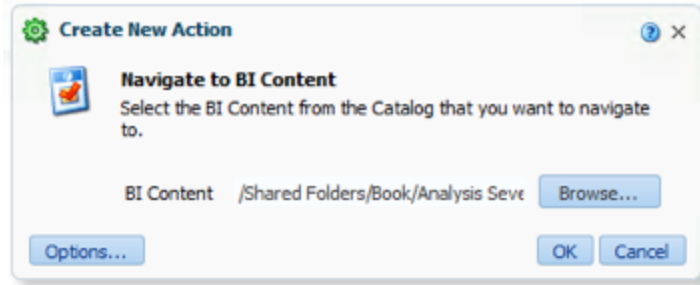 Create New Action
Navigate to BI Content
Select the BI Content from the Catalog that you want to navigate
to.
BI Content /Shared Folders/Book/Analysis Seve Browse...
Options... OK Cancel